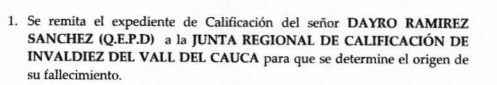 1. Se remita el expediente de Calificación del señor DAYRO RAMIREZ
SANCHEZ (Q.E.P.D) a la JUNTA REGIONAL DE CALIFICACIÓN DE
INVALDIEZ DEL VALL DEL CAUCA para que se determine el origen de
su fallecimiento.